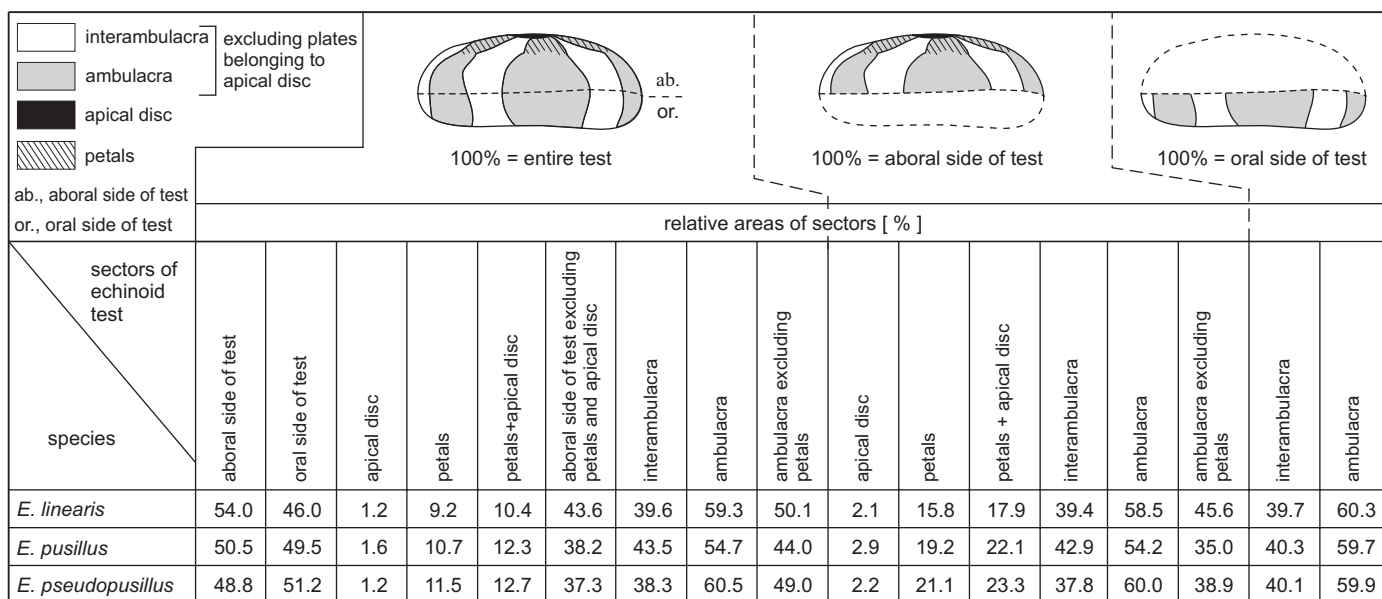 interambulacra
ambulacra
excluding plates
belonging to
apical disc
apical disc
petals
ab., aboral side of test
or., oral side of test
ab.
or.
100% = entire test
100% = aboral side of test
100% = oral side of test
relative areas of sectors [ % ]
sectors of
echinoid
test
species
aboral side of test
oral side of test
apical disc
petals
petals+apical disc
aboral side of test excluding
petals and apical disc
interambulacra
ambulacra
ambulacra excluding
petals
apical disc
petals
petals + apical disc
interambulacra
ambulacra
ambulacra excluding
petals
interambulacra
ambulacra
E. linearis 54.0 46.0 1.2 9.2 10.4 43.6 39.6 59.3 50.1 2.1 15.8 17.9 39.4 58.5 45.6 39.7 60.3
E. pusillus 50.5 49.5 1.6 10.7 12.3 38.2 43.5 54.7 44.0 2.9 19.2 22.1 42.9 54.2 35.0 40.3 59.7
E. pseudopusillus 48.8 51.2 1.2 11.5 12.7 37.3 38.3 60.5 49.0 2.2 21.1 23.3 37.8 60.0 38.9 40.1 59.9